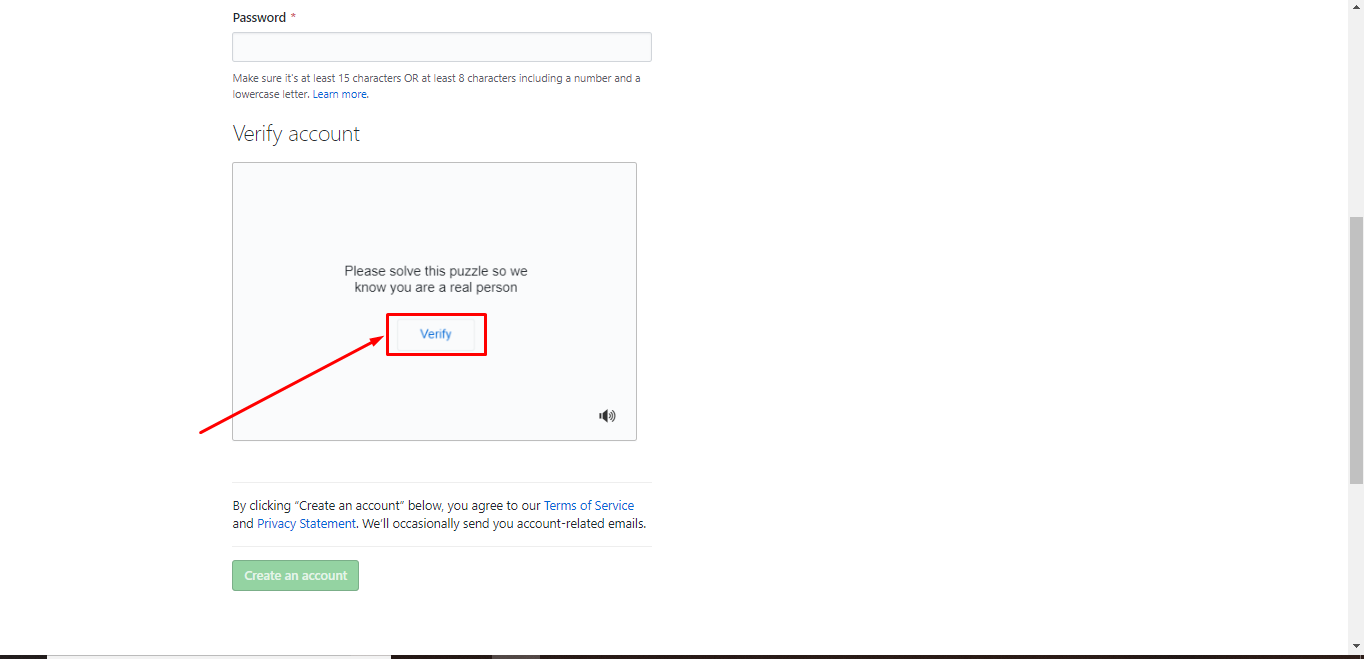 Password *
Make sure it's at least 15 characters OR at least 8 characters including a number and a
lowercase letter. Learn more.
Verify account
Please solve this puzzle so we
know you are a real person
Verify
By clicking “Create an account” below, you agree to our Terms of Service
and Privacy Statement. We’ll occasionally send you account-related emails.
Create an account